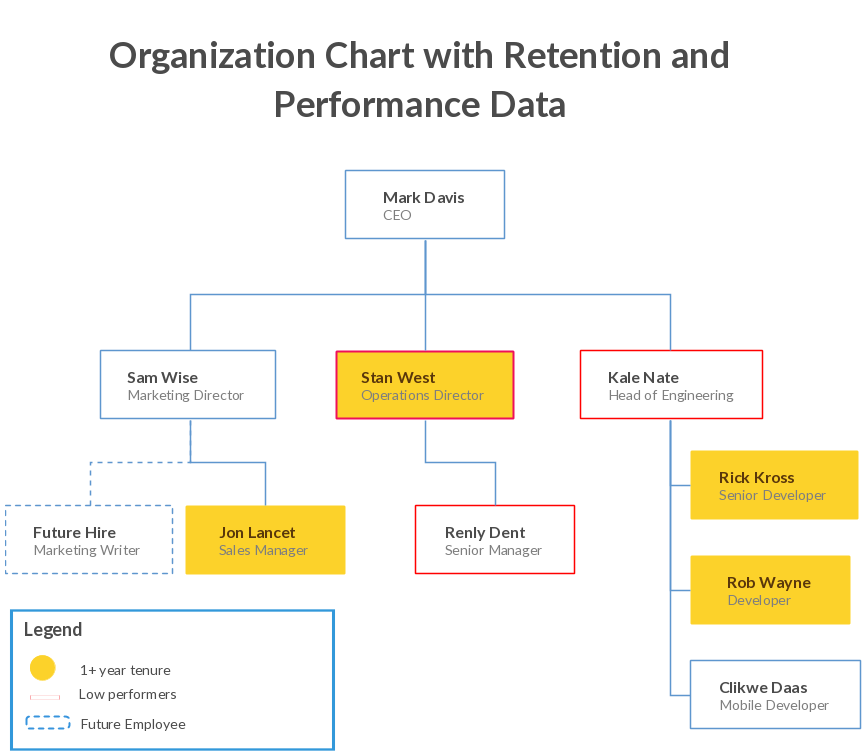 Organization Chart with Retention and
Performance Data
Mark Davis
CEO
Sam Wise
Marketing Director
Stan West
Operations Director
Kale Nate
Head of Engineering
Rick Kross
Senior Developer
Future Hire
Marketing Writer
Jon Lancet
Sales Manager
Renly Dent
Senior Manager
Rob Wayne
Developer
Clikwe Daas
Mobile Developer
Legend
1+ year tenure
Low performers
Future Employee